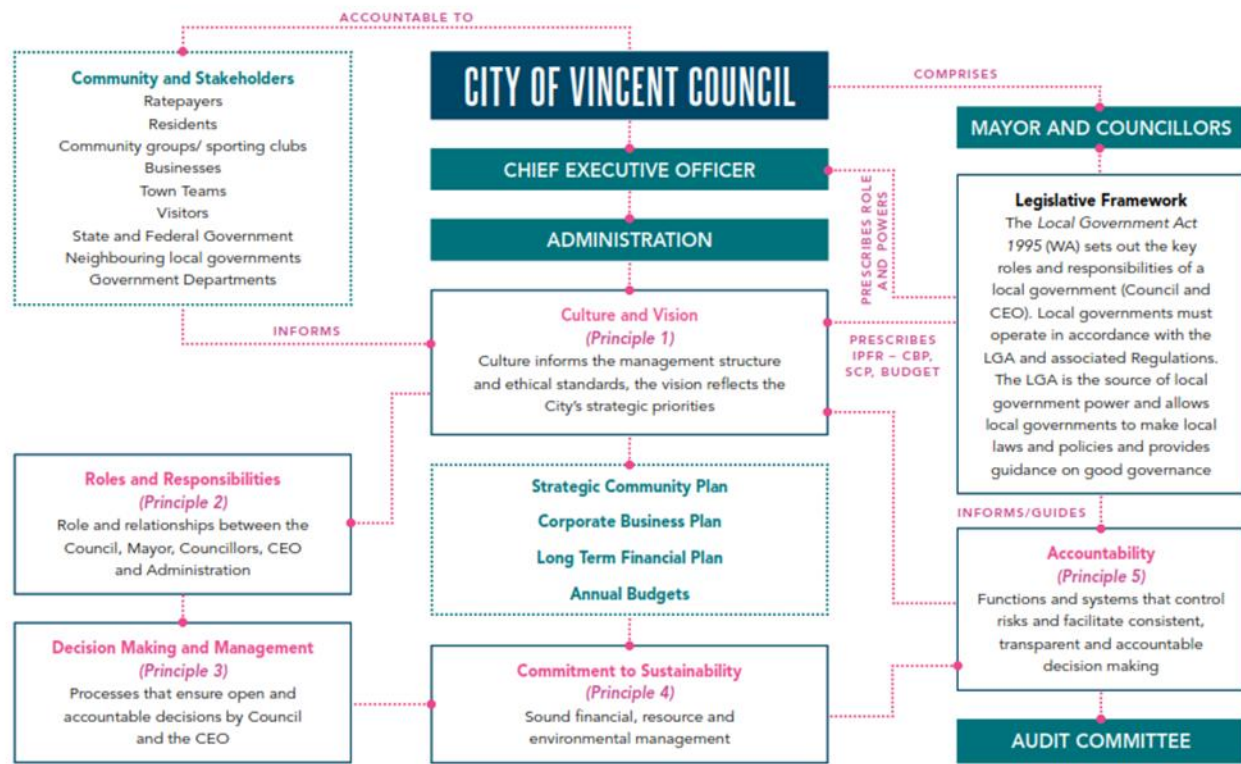 ACCOUNTABLE TO
Community and Stakeholders
Ratepayers
Residents
Community groups/ sporting clubs
Businesses
Town Teams
Visitors
State and Federal Government
Neighbouring local governments
Government Departments
CITY OF VINCENT COUNCIL
COMPRISES
MAYOR AND COUNCILLORS
CHIEF EXECUTIVE OFFICER
ADMINISTRATION
PRESCRIBES ROLE
AND POWERS
Legislative Framework
The Local Government Act
1995 (WA) sets out the key
roles and responsibilities of a
local government (Council and
CEO). Local governments must
operate in accordance with the
LGA and associated Regulations.
The LGA is the source of local
government power and allows
local governments to make local
laws and policies and provides
guidance on good governance
INFORMS
Culture and Vision
(Principle 1)
Culture informs the management structure
and ethical standards, the vision reflects the
City's strategic priorities
PRESCRIBES
IPFR – CBP,
SCP, BUDGET
Roles and Responsibilities
(Principle 2)
Role and relationships between the
Council, Mayor, Councillors, CEO
and Administration
Strategic Community Plan
Corporate Business Plan
Long Term Financial Plan
Annual Budgets
INFORMS/GUIDES
Accountability
(Principle 5)
Functions and systems that control
risks and facilitate consistent,
transparent and accountable
decision making
Decision Making and Management
(Principle 3)
Processes that ensure open and
accountable decisions by Council
and the CEO
Commitment to Sustainability
(Principle 4)
Sound financial, resource and
environmental management
AUDIT COMMITTEE